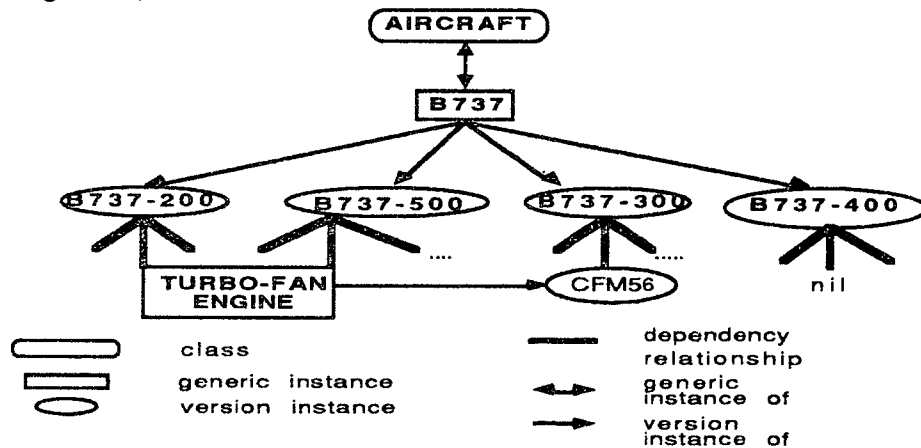 AIRCRAFT
B737
B737-200
B737-500
B737-300
B737-400
....
.....
TURBO-FAN
ENGINE
CFM56
nil
class
generic instance
version instance
dependency
relationship
generic
instance of
version
instance of